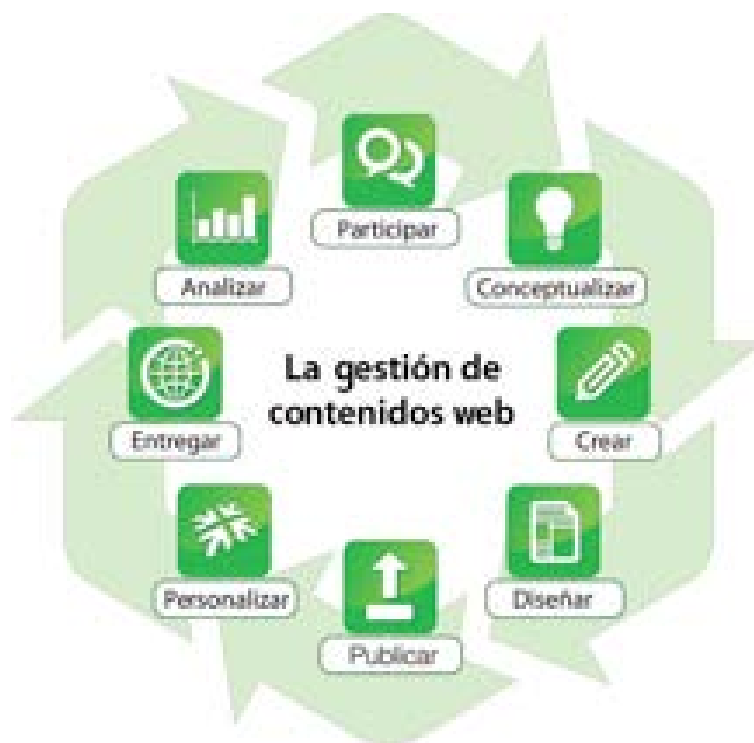 Participar
Conceptualizar
Crear
Diseñar
Publicar
Personalizar
Entregar
Analizar
La gestión de
contenidos web